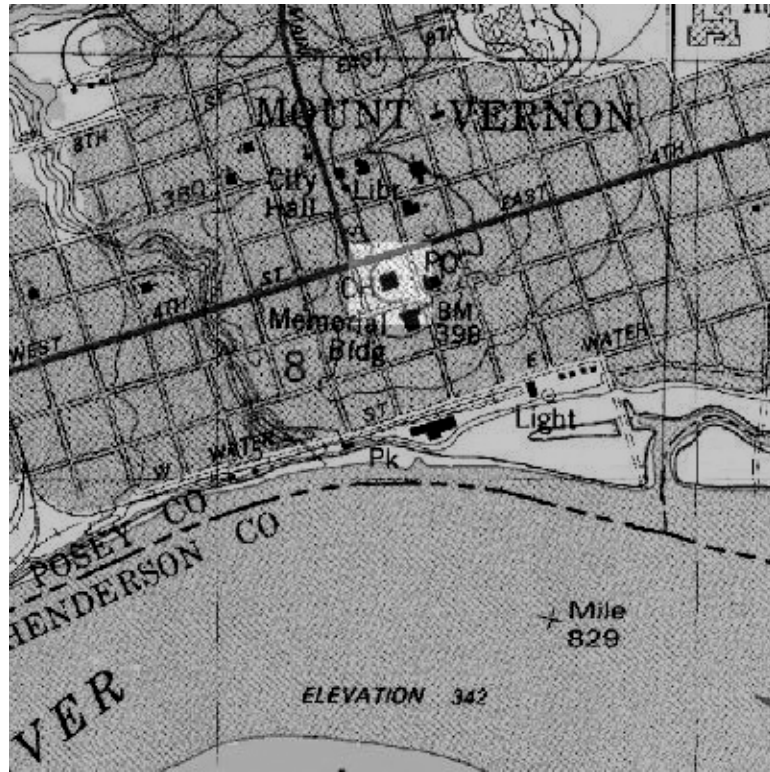 8TH
EAST
8TH
ST
MOUNT VERNON
4TH
City
Hall
Libr
380
EAST
ST
PO
CH
4TH
BM
398
Memorial
Bldg
WEST
8
WATER
E
ST
Light
WATER
W
Pk
POSEY CO
HENDERSON CO
Mile
829
VER
ELEVATION 342